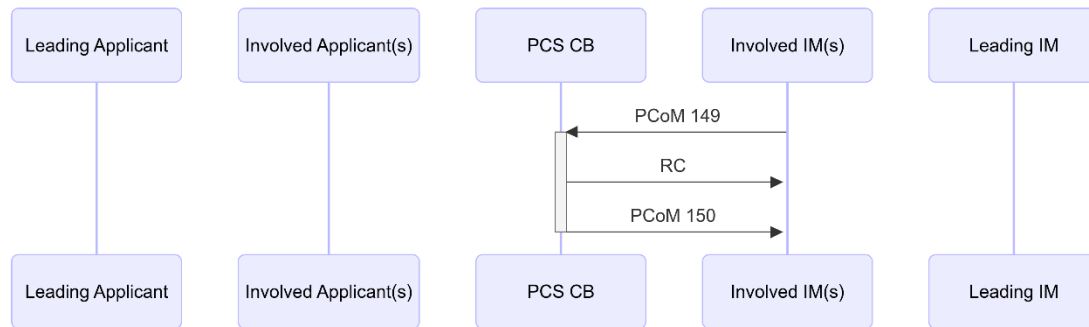 Leading Applicant
Involved Applicant(s)
PCS CB
Involved IM(s)
Leading IM
PCoM 149
RC
PCoM 150
Leading Applicant
Involved Applicant(s)
PCS CB
Involved IM(s)
Leading IM